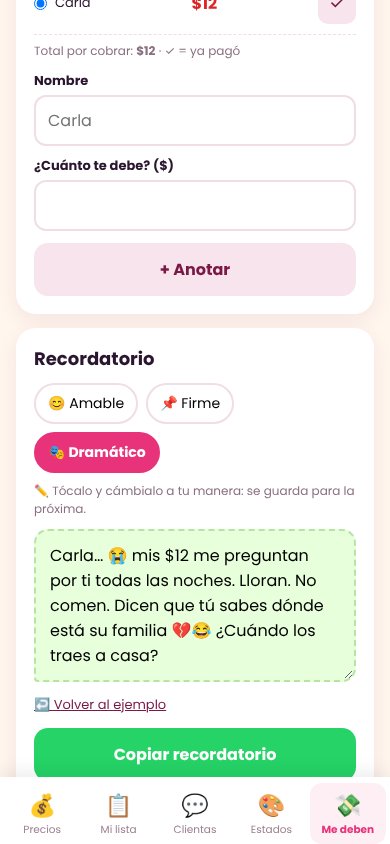 Carla $12 ✓
Total por cobrar: $12 · ✓ = ya pagó
Nombre
Carla
¿Cuánto te debe? ($)
+ Anotar
Recordatorio
😊 Amable 📌 Firme
🎭 Dramático
✏️ Tócalo y cámbialo a tu manera: se guarda para la
próxima.
Carla... 😭 mis $12 me preguntan
por ti todas las noches. Lloran. No
comen. Dicen que tú sabes dónde
está su familia 💔😂 ¿Cuándo los
traes a casa?
↩️ Volver al ejemplo
Copiar recordatorio
Precios Mi lista Clientas Estados Me deben